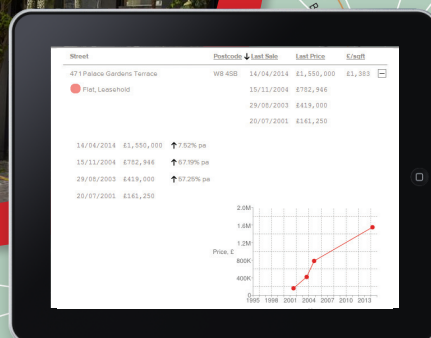 Street Postcode Last Sale Last Price £/sqft
47.1 Palace Gardens Terrace W8 4SB 14/04/2014 £1,550,000 £1,383
Flat, Leasehold 15/11/2004 £782,946
29/08/2003 £419,000
20/07/2001 £161,250
14/04/2014 £1,550,000 7.52% pa
15/11/2004 £782,946 67.19% pa
29/08/2003 £419,000 57.25% pa
20/07/2001 £161,250
2.0M
1.6M
1.2M
Price, £
800K
400K
1995 1998 2001 2004 2007 2010 2013